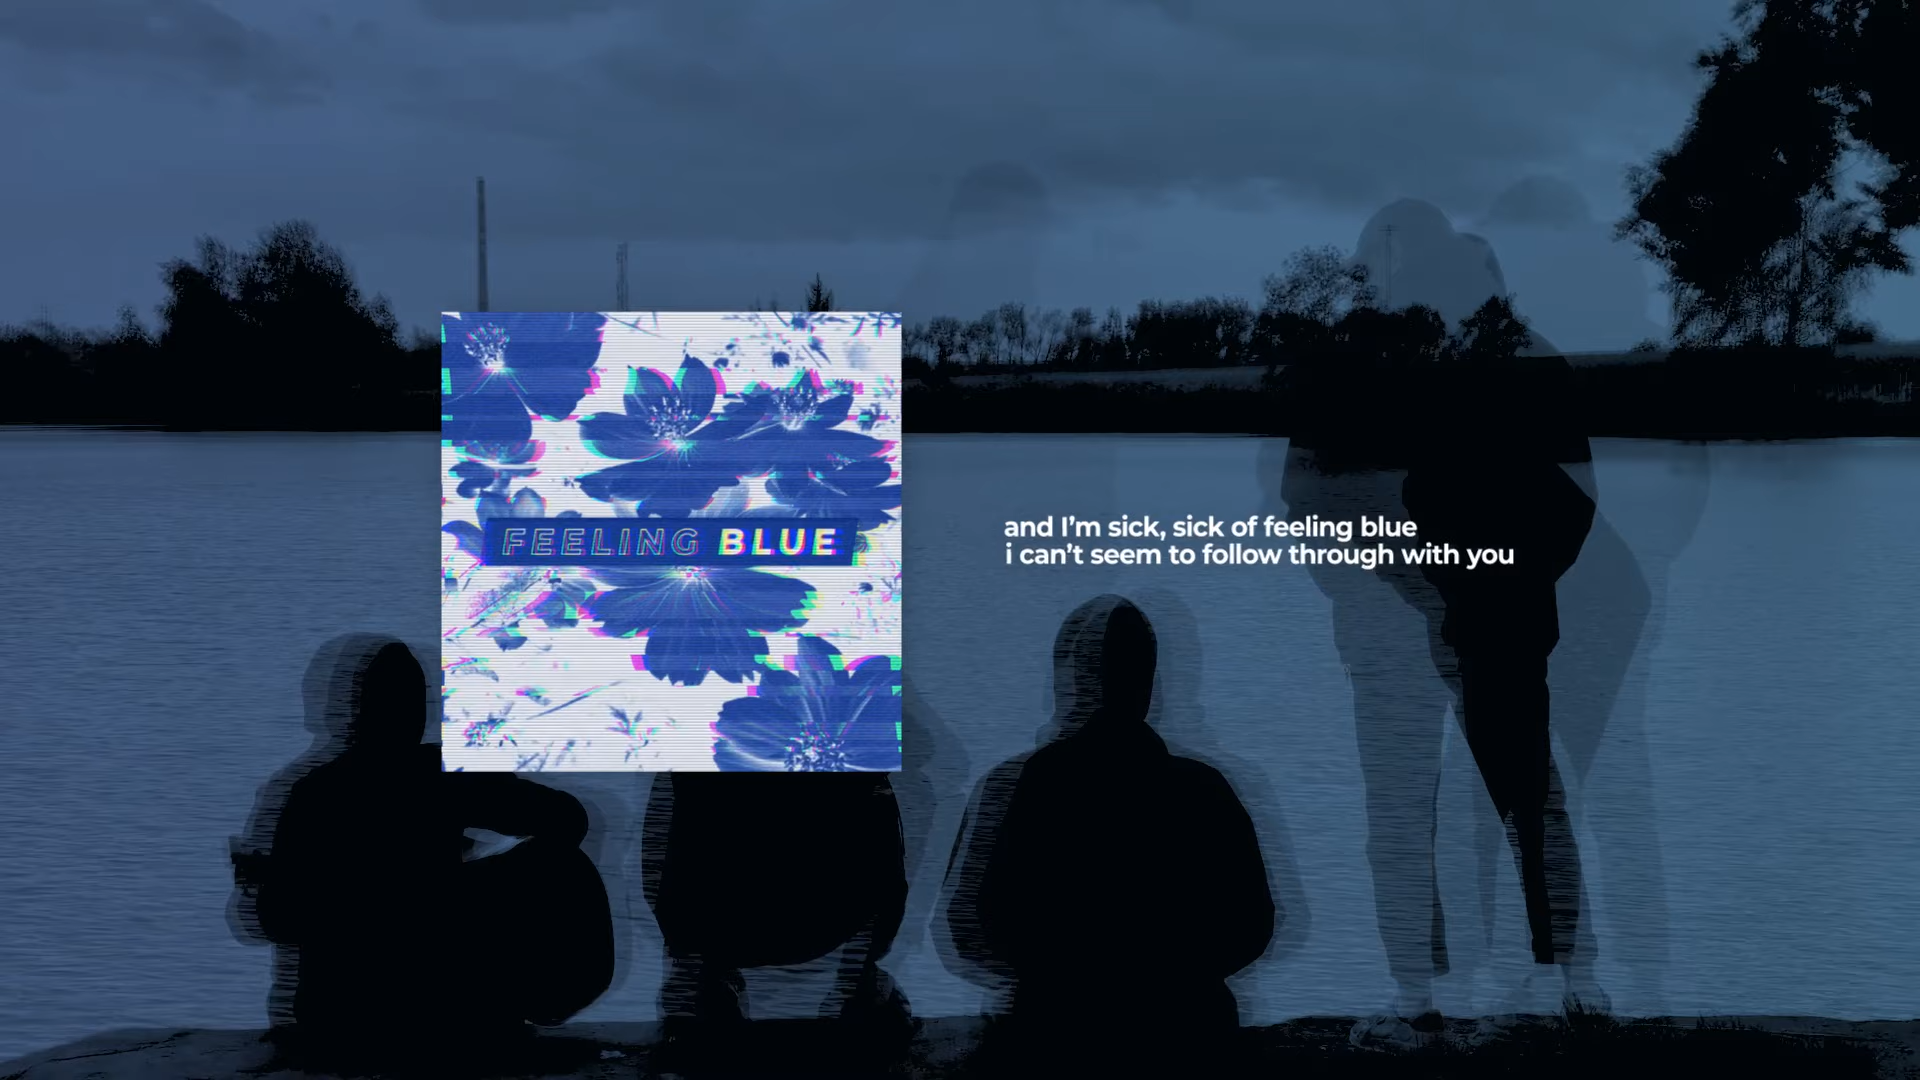 FEELING BLUE
and I’m sick, sick of feeling blue
i can’t seem to follow through with you